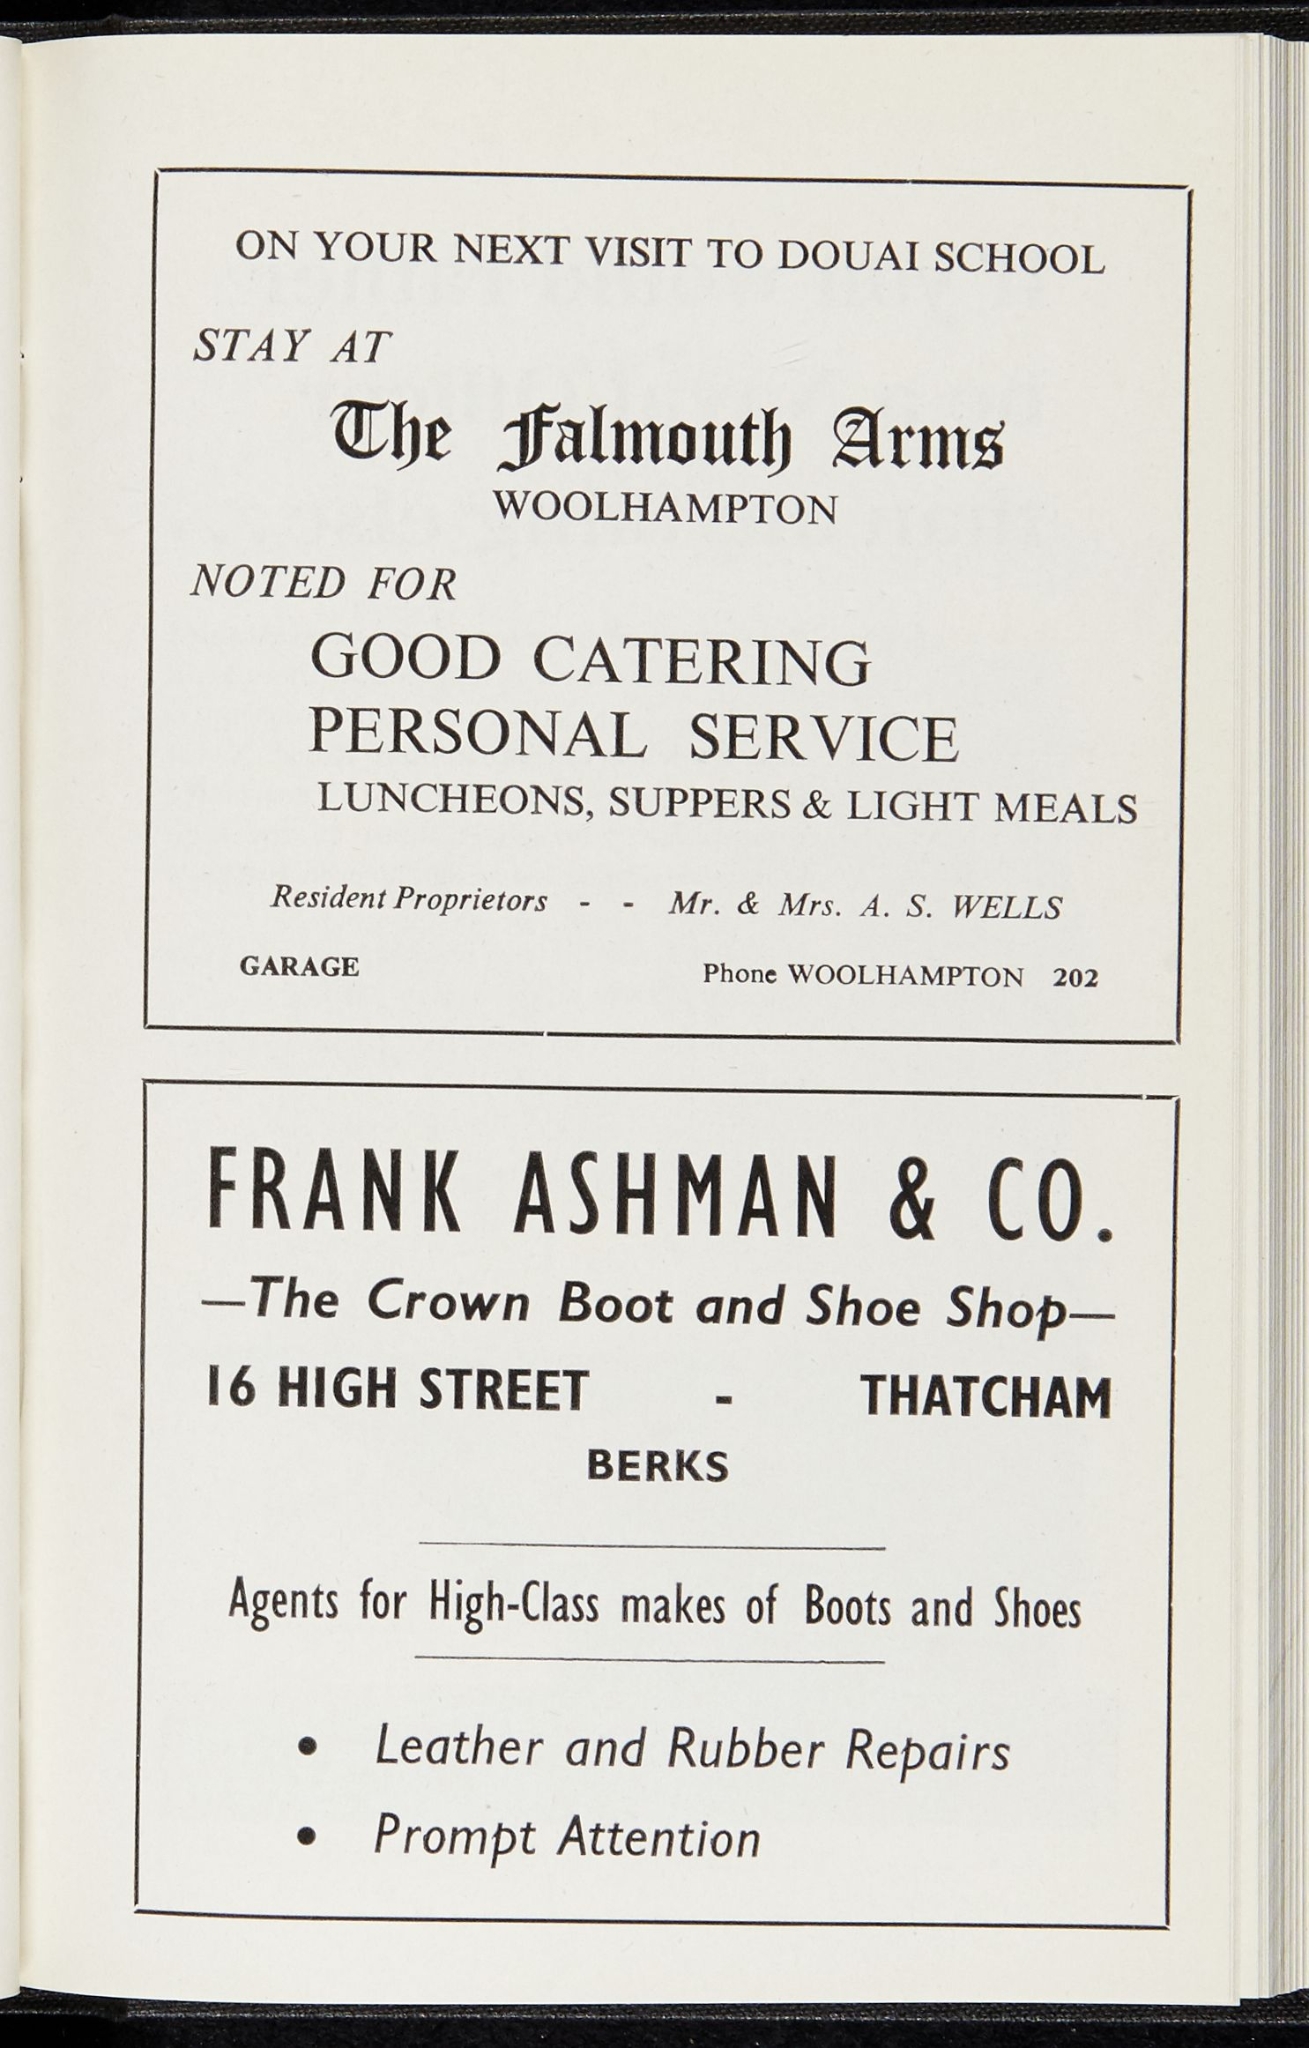 ON YOUR NEXT VISIT TO DOUAI SCHOOL
STAY AT
The Falmouth Arms
WOOLHAMPTON
NOTED FOR
GOOD CATERING
PERSONAL SERVICE
LUNCHEONS, SUPPERS & LIGHT MEALS
Resident Proprietors - - Mr. & Mrs. A. S. WELLS
GARAGE Phone WOOLHAMPTON 202
FRANK ASHMAN & CO.
—The Crown Boot and Shoe Shop—
16 HIGH STREET - THATCHAM
BERKS
Agents for High-Class makes of Boots and Shoes
• Leather and Rubber Repairs
• Prompt Attention